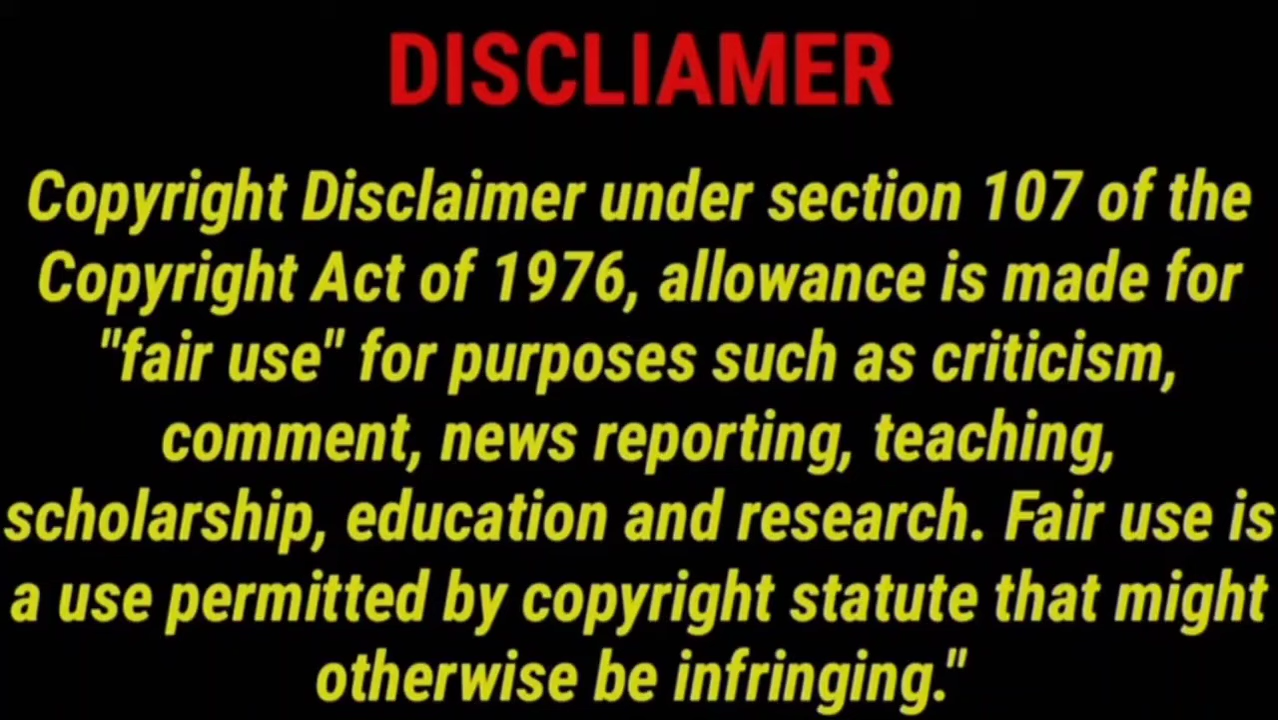 DISCLIAMER
Copyright Disclaimer under section 107 of the
Copyright Act of 1976, allowance is made for
"fair use" for purposes such as criticism,
comment, news reporting, teaching,
scholarship, education and research. Fair use is
a use permitted by copyright statute that might
otherwise be infringing."